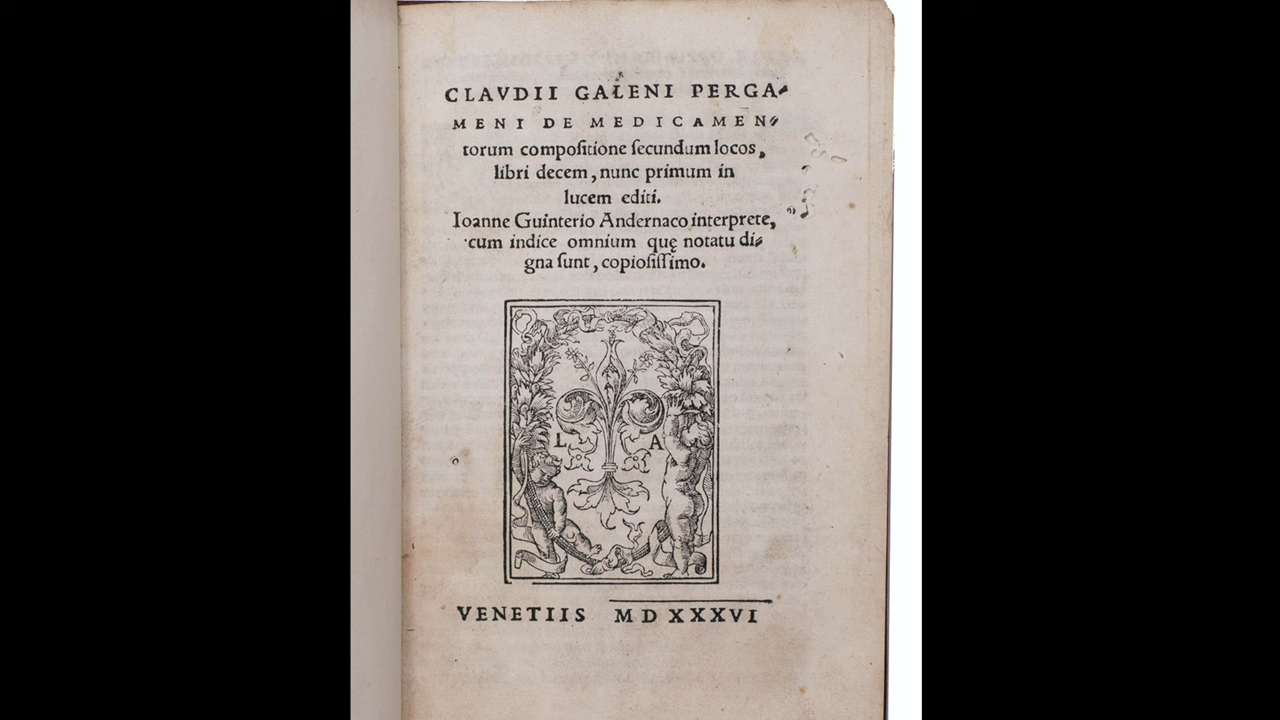 CLAVDII GALENI PERGA⸗
MENI DE MEDICAMEN⸗
torum compoſitione ſecundum locos,
libri decem, nunc primum in
lucem editi.
Ioanne Guinterio Andernaco interprete,
cum indice omnium quę notatu di⸗
gna ſunt, copioſiſſimo.
L A
VENETIIS MDXXXVI